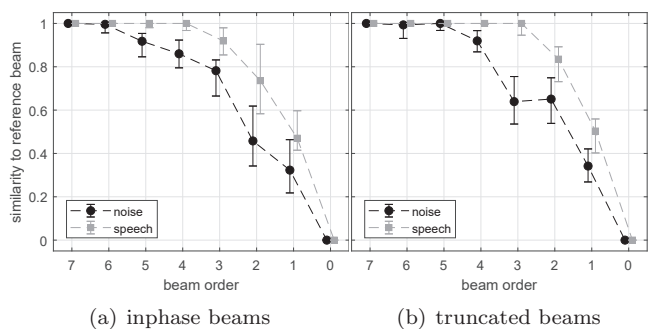 similarity to reference beam
1
0.8
0.6
0.4
0.2
0
noise
speech
7 6 5 4 3 2 1 0
beam order
noise
speech
7 6 5 4 3 2 1 0
beam order
(a) inphase beams
(b) truncated beams